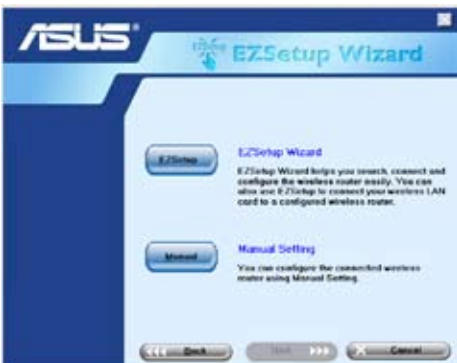 ASUS
EZSetup Wizard
EZSetup
EZSetup Wizard
EZSetup Wizard helps you search, connect and
configure the wireless router easily. You can
also use EZSetup to connect your wireless LAN
card to a configured wireless router.
Manual
Manual Setting
You can configure the connected wireless
router using Manual Setting.
Back
Next
Cancel